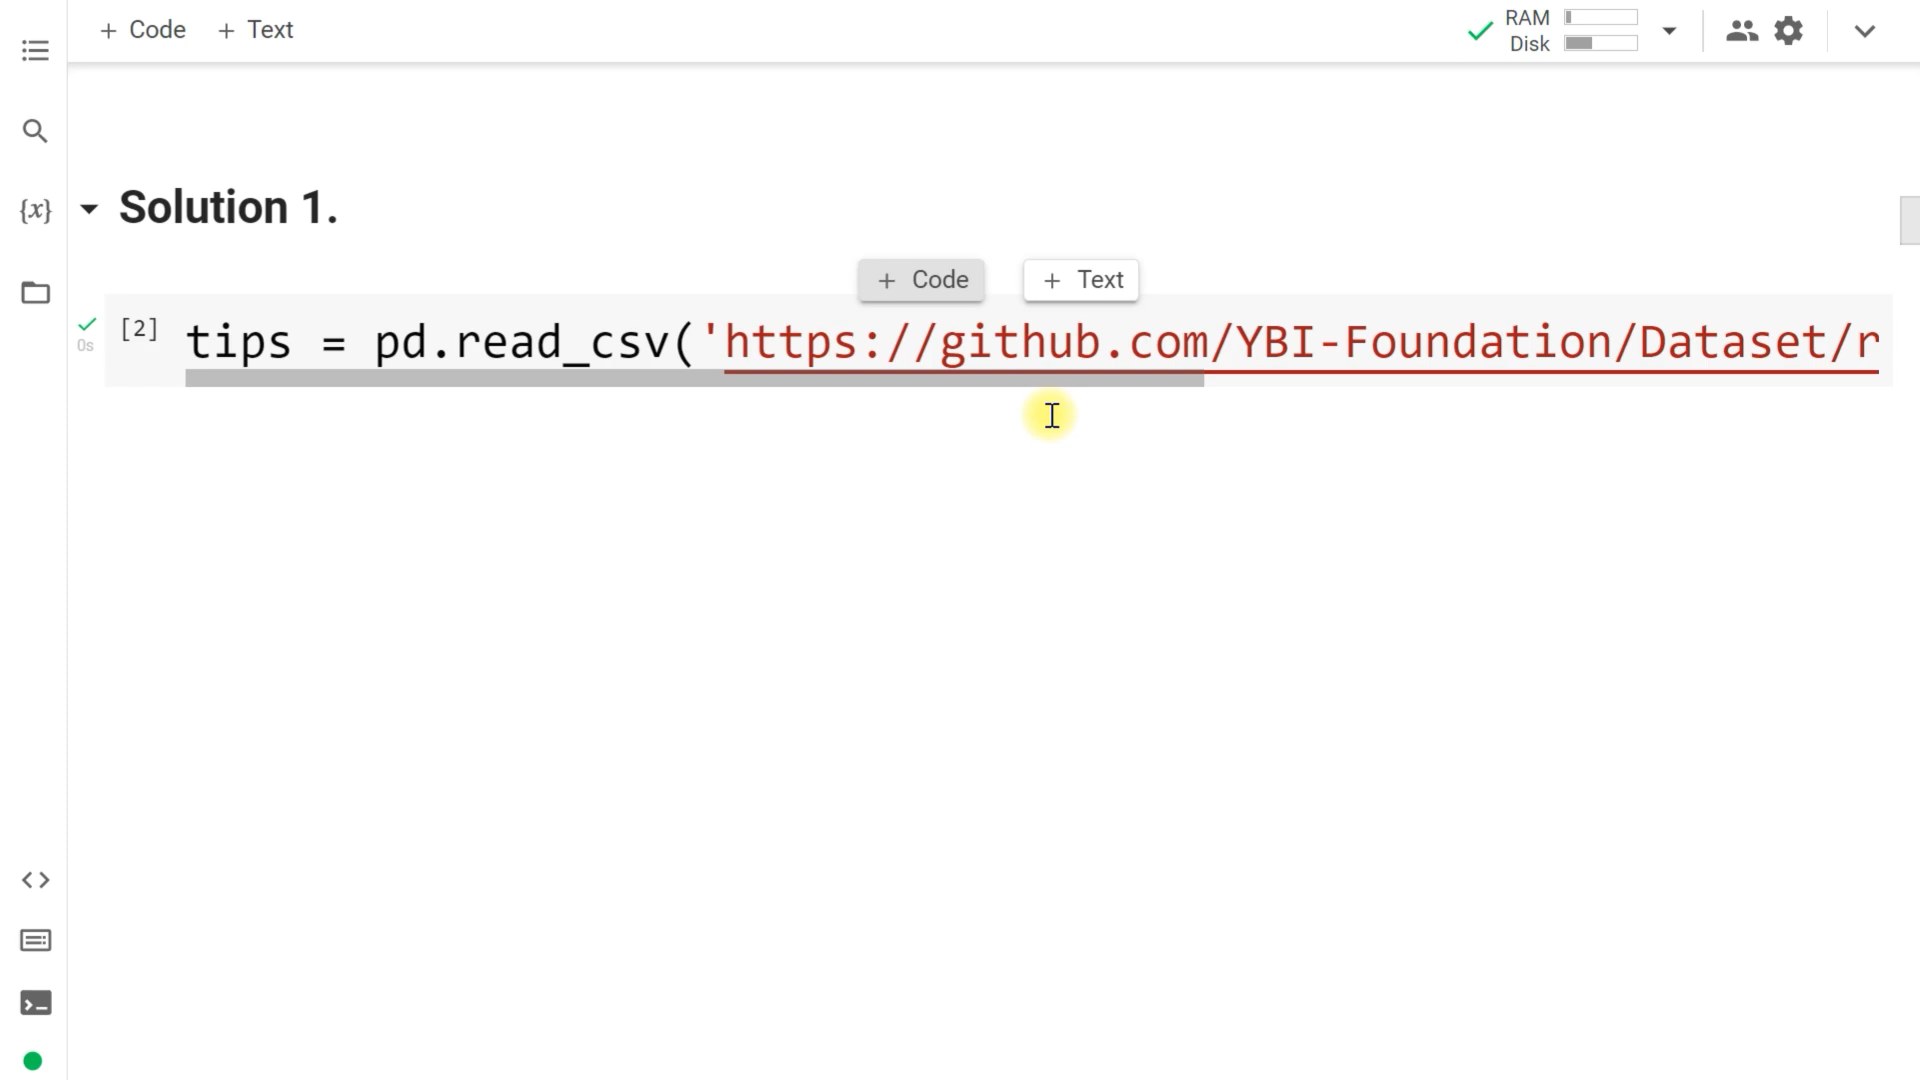 + Code + Text
RAM
Disk
{x}
Solution 1.
+ Code + Text
[2] tips = pd.read_csv('https://github.com/YBI-Foundation/Dataset/r
0s